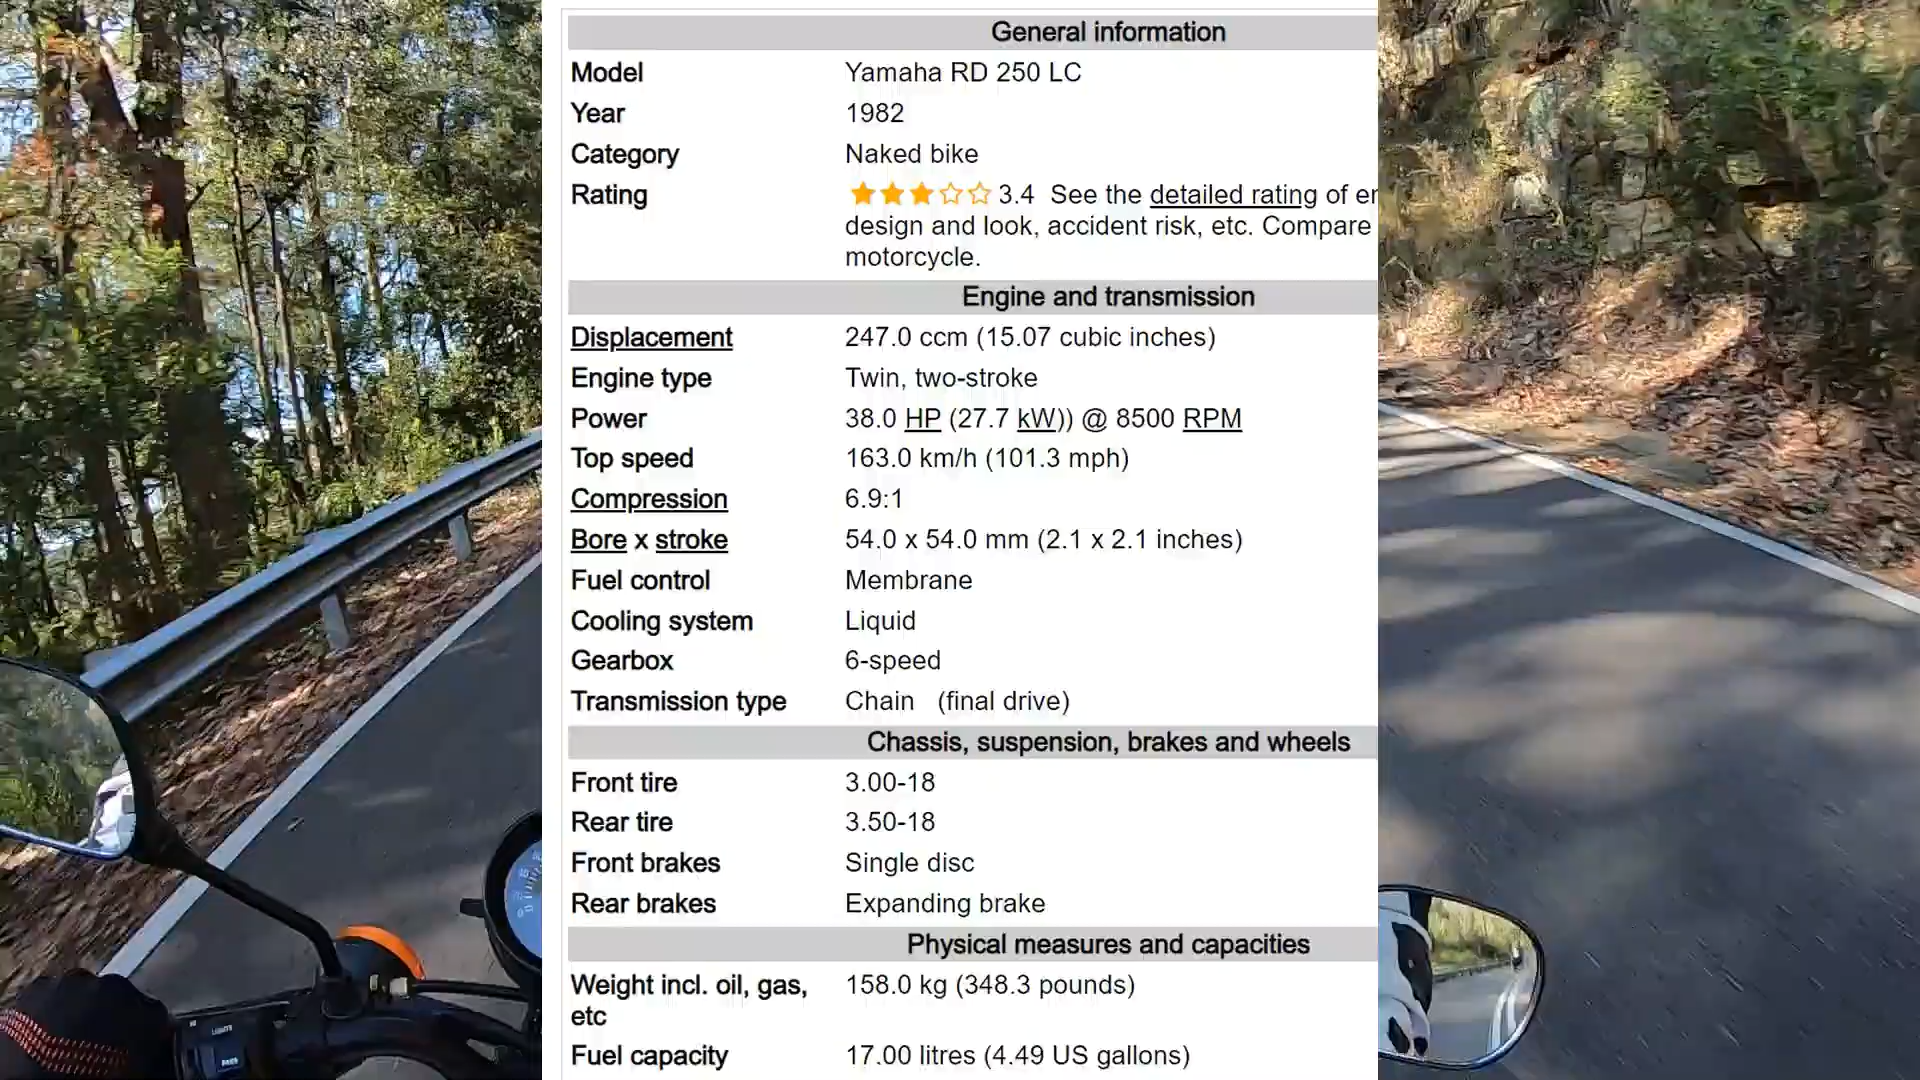 General information
Model Yamaha RD 250 LC
Year 1982
Category Naked bike
Rating 3.4 See the detailed rating of
design and look, accident risk, etc. Compare
motorcycle.
Engine and transmission
Displacement 247.0 ccm (15.07 cubic inches)
Engine type Twin, two-stroke
Power 38.0 HP (27.7 kW)) @ 8500 RPM
Top speed 163.0 km/h (101.3 mph)
Compression 6.9:1
Bore x stroke 54.0 x 54.0 mm (2.1 x 2.1 inches)
Fuel control Membrane
Cooling system Liquid
Gearbox 6-speed
Transmission type Chain (final drive)
Chassis, suspension, brakes and wheels
Front tire 3.00-18
Rear tire 3.50-18
Front brakes Single disc
Rear brakes Expanding brake
Physical measures and capacities
Weight incl. oil, gas, 158.0 kg (348.3 pounds)
etc
Fuel capacity 17.00 litres (4.49 US gallons)